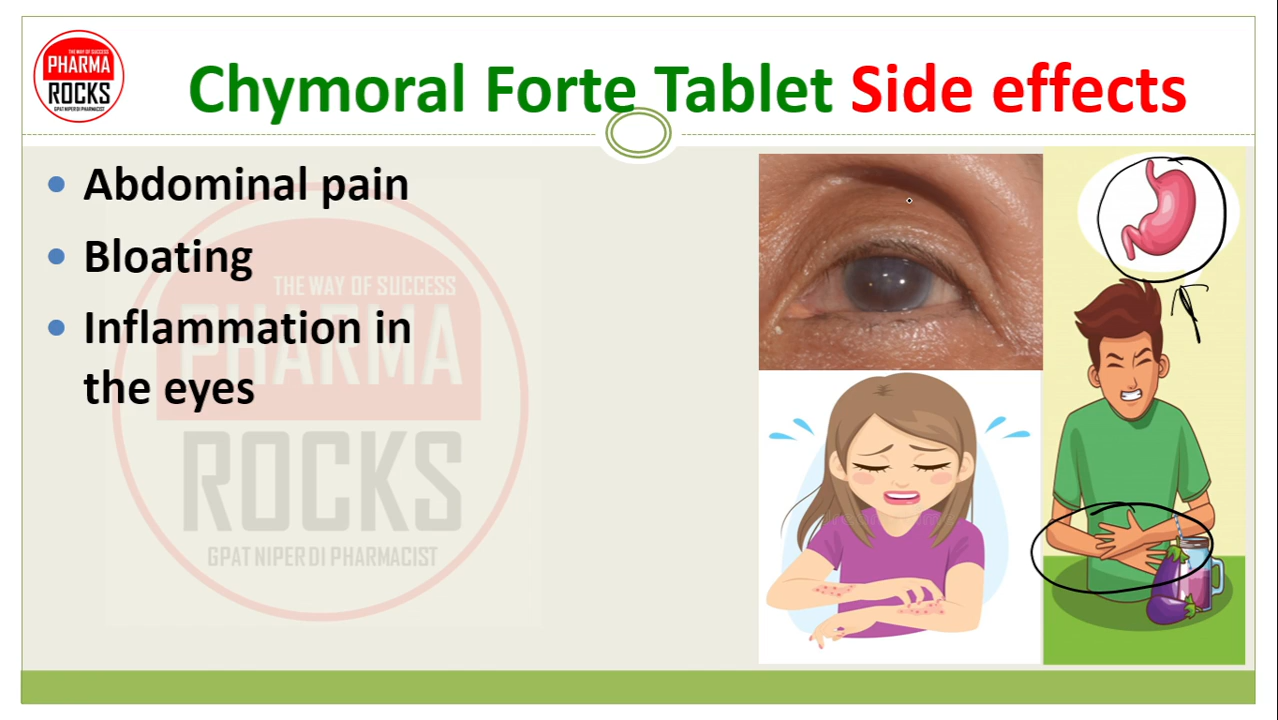 THE WAY OF SUCCESS
PHARMA
ROCKS
GPAT NIPER DI PHARMACIST
Chymoral Forte Tablet Side effects
• Abdominal pain
• Bloating
• Inflammation in
the eyes
THE WAY OF SUCCESS
PHARMA
ROCKS
GPAT NIPER DI PHARMACIST